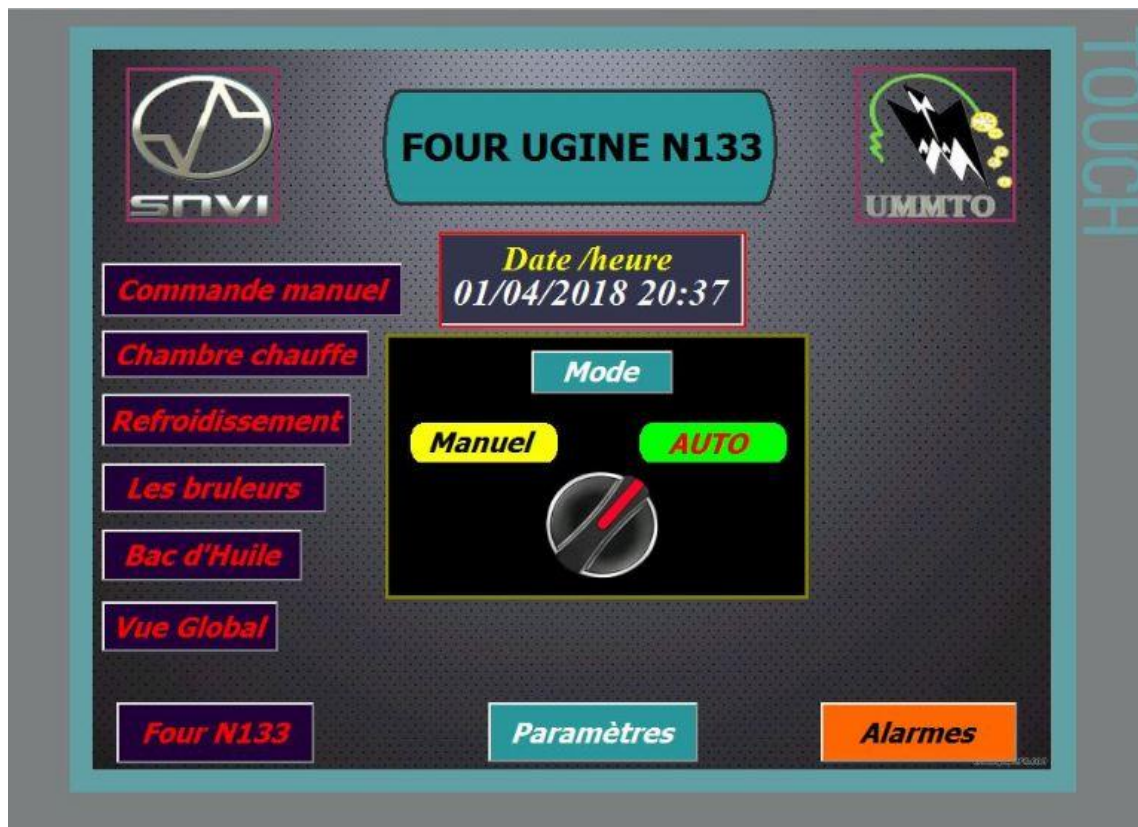 TOUCH
SNVI
FOUR UGINE N133
UMMTO
Date /heure
01/04/2018 20:37
Commande manuel
Chambre chauffe
Refroidissement
Les bruleurs
Bac d'Huile
Vue Global
Mode
Manuel
AUTO
Four N133
Paramètres
Alarmes